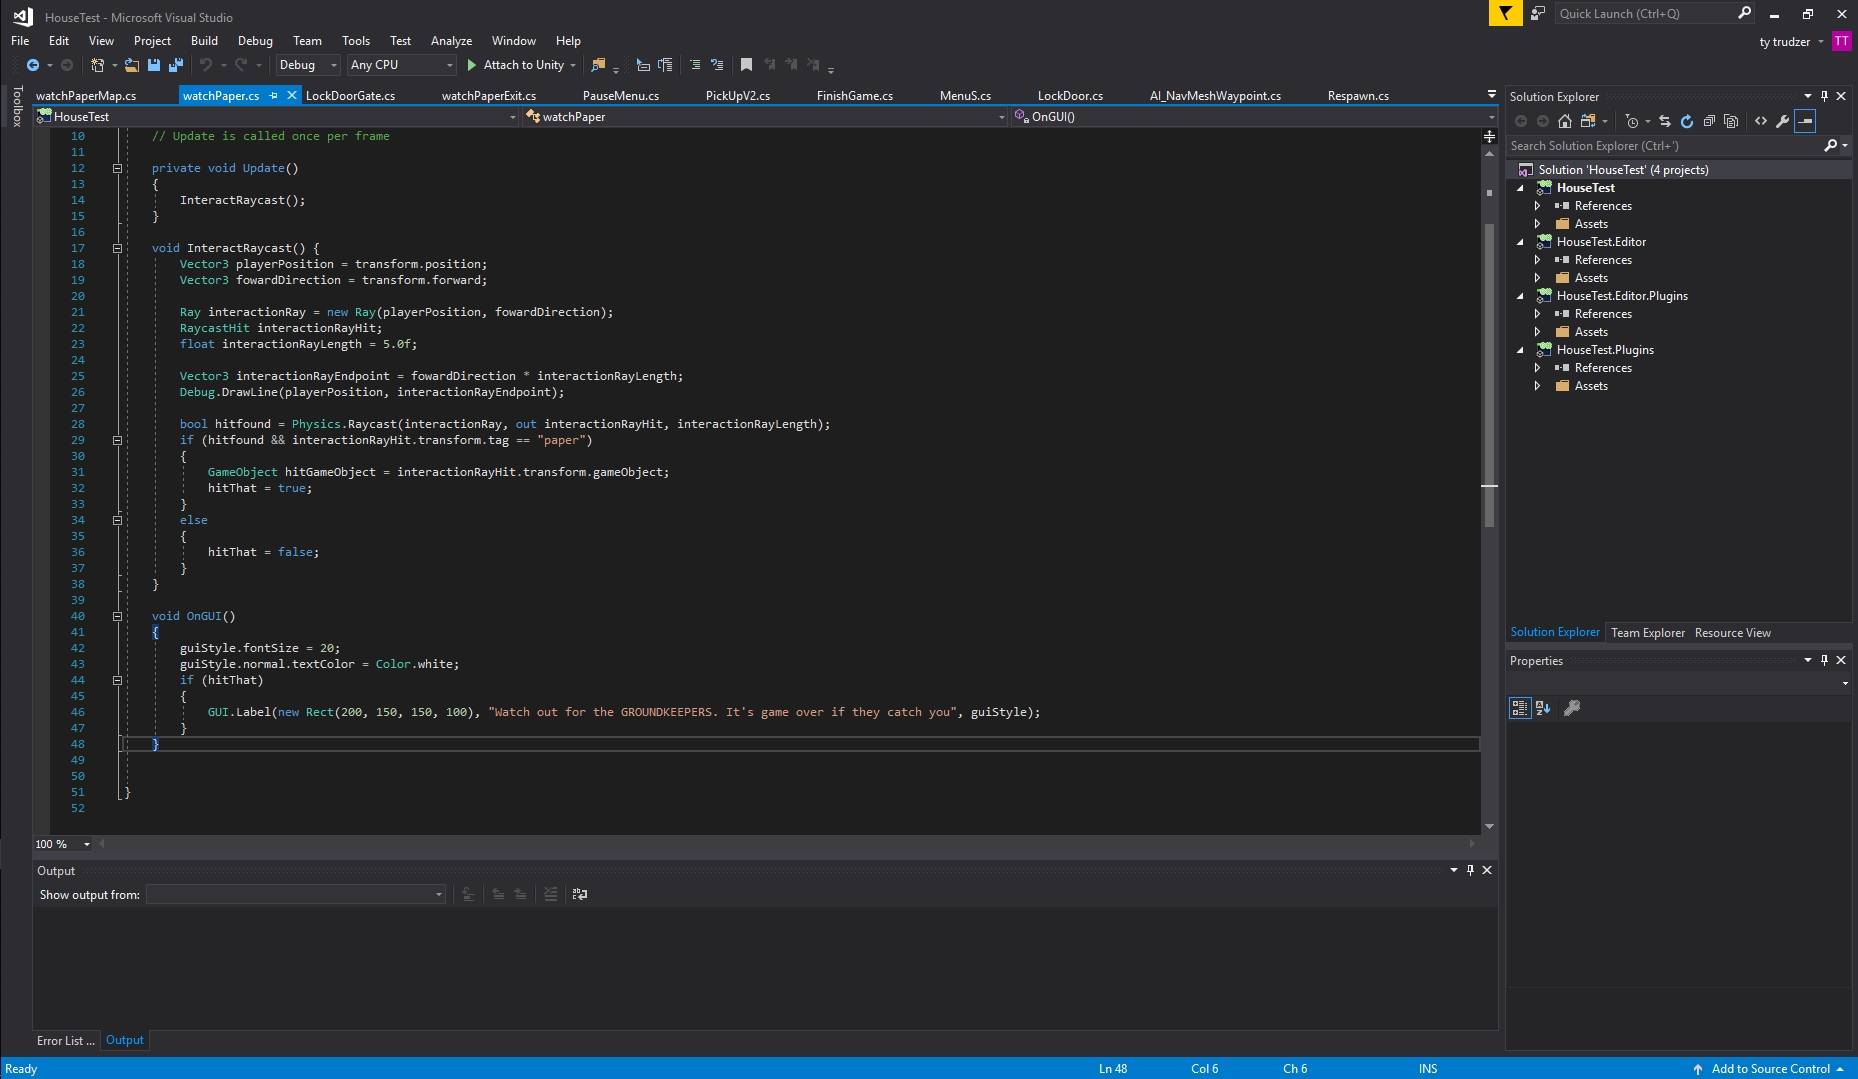 HouseTest - Microsoft Visual Studio
Quick Launch (Ctrl+Q)
File Edit View Project Build Debug Team Tools Test Analyze Window Help
ty trudzer TT
Debug Any CPU Attach to Unity
Toolbox
watchPaperMap.cs watchPaper.cs LockDoorGate.cs watchPaperExit.cs PauseMenu.cs PickUpV2.cs FinishGame.cs MenuS.cs LockDoor.cs AI_NavMeshWaypoint.cs Respawn.cs
HouseTest watchPaper OnGUI()
10 // Update is called once per frame
11
12 private void Update()
13 {
14 InteractRaycast();
15 }
16
17 void InteractRaycast() {
18 Vector3 playerPosition = transform.position;
19 Vector3 fowardDirection = transform.forward;
20
21 Ray interactionRay = new Ray(playerPosition, fowardDirection);
22 RaycastHit interactionRayHit;
23 float interactionRayLength = 5.0f;
24
25 Vector3 interactionRayEndpoint = fowardDirection * interactionRayLength;
26 Debug.DrawLine(playerPosition, interactionRayEndpoint);
27
28 bool hitfound = Physics.Raycast(interactionRay, out interactionRayHit, interactionRayLength);
29 if (hitfound && interactionRayHit.transform.tag == "paper")
30 {
31 GameObject hitGameObject = interactionRayHit.transform.gameObject;
32 hitThat = true;
33 }
34 else
35 {
36 hitThat = false;
37 }
38 }
39
40 void OnGUI()
41 {
42 guiStyle.fontSize = 20;
43 guiStyle.normal.textColor = Color.white;
44 if (hitThat)
45 {
46 GUI.Label(new Rect(200, 150, 150, 100), "Watch out for the GROUNDKEEPERS. It's game over if they catch you", guiStyle);
47 }
48 }
49
50
51 }
52
100 %
Output
Show output from:
Error List ... Output
Solution Explorer
Search Solution Explorer (Ctrl+')
Solution 'HouseTest' (4 projects)
HouseTest
References
Assets
HouseTest.Editor
References
Assets
HouseTest.Editor.Plugins
References
Assets
HouseTest.Plugins
References
Assets
Solution Explorer Team Explorer Resource View
Properties
Ready Ln 48 Col 6 Ch 6 INS Add to Source Control